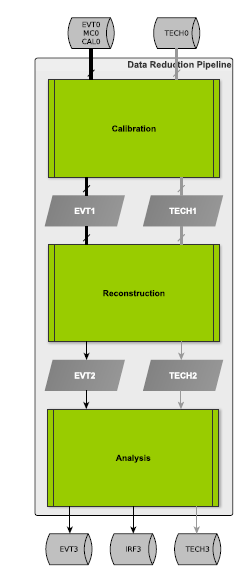 EVT0
MC0
CAL0
TECH0
Data Reduction Pipeline
Calibration
EVT1
TECH1
Reconstruction
EVT2
TECH2
Analysis
EVT3
IRF3
TECH3